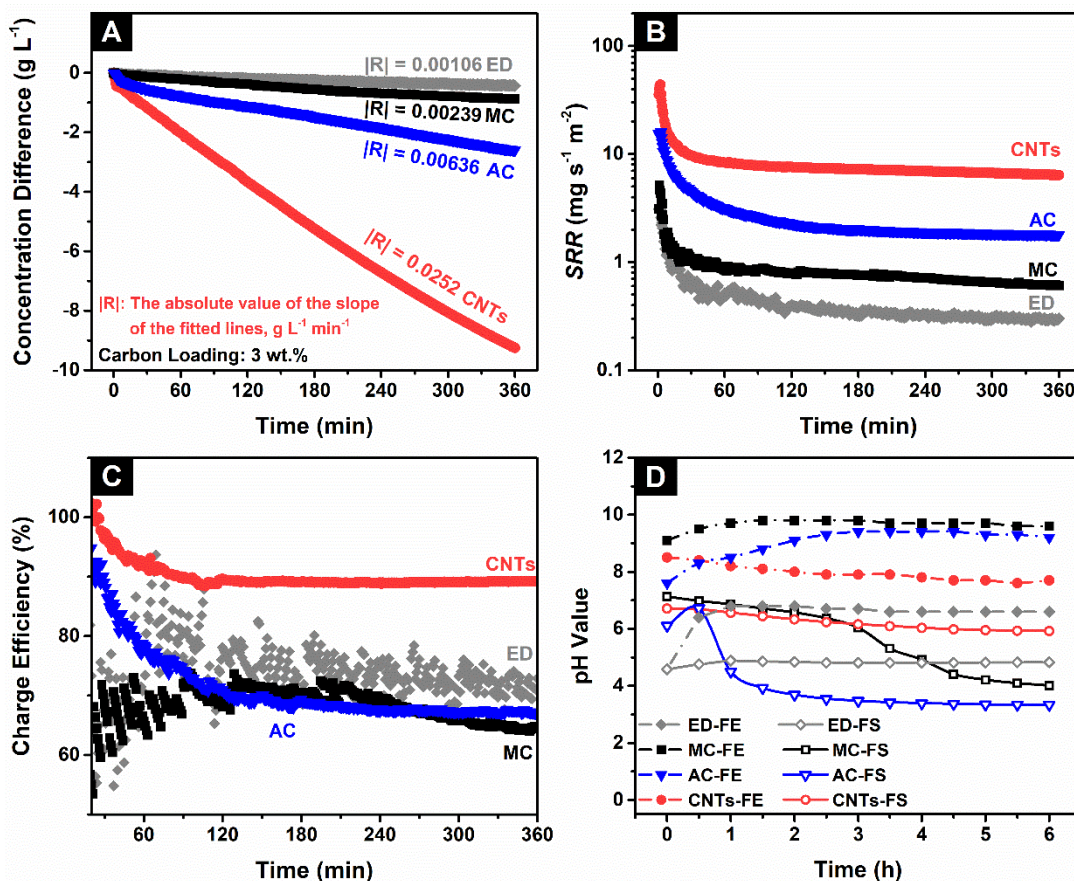 A
Concentration Difference (g L⁻¹)
0
-2
-4
-6
-8
-10
|R| = 0.00106 ED
|R| = 0.00239 MC
|R| = 0.00636 AC
|R| = 0.0252 CNTs
|R|: The absolute value of the slope
of the fitted lines, g L⁻¹ min⁻¹
Carbon Loading: 3 wt.%
0 60 120 180 240 300 360
Time (min)
B
SRR (mg s⁻¹ m⁻²)
100
10
1
0.1
CNTs
AC
MC
ED
0 60 120 180 240 300 360
Time (min)
C
Charge Efficiency (%)
100
80
60
CNTs
ED
AC
MC
60 120 180 240 300 360
Time (min)
D
pH Value
12
10
8
6
4
2
0
ED-FE ED-FS
MC-FE MC-FS
AC-FE AC-FS
CNTs-FE CNTs-FS
0 1 2 3 4 5 6
Time (h)